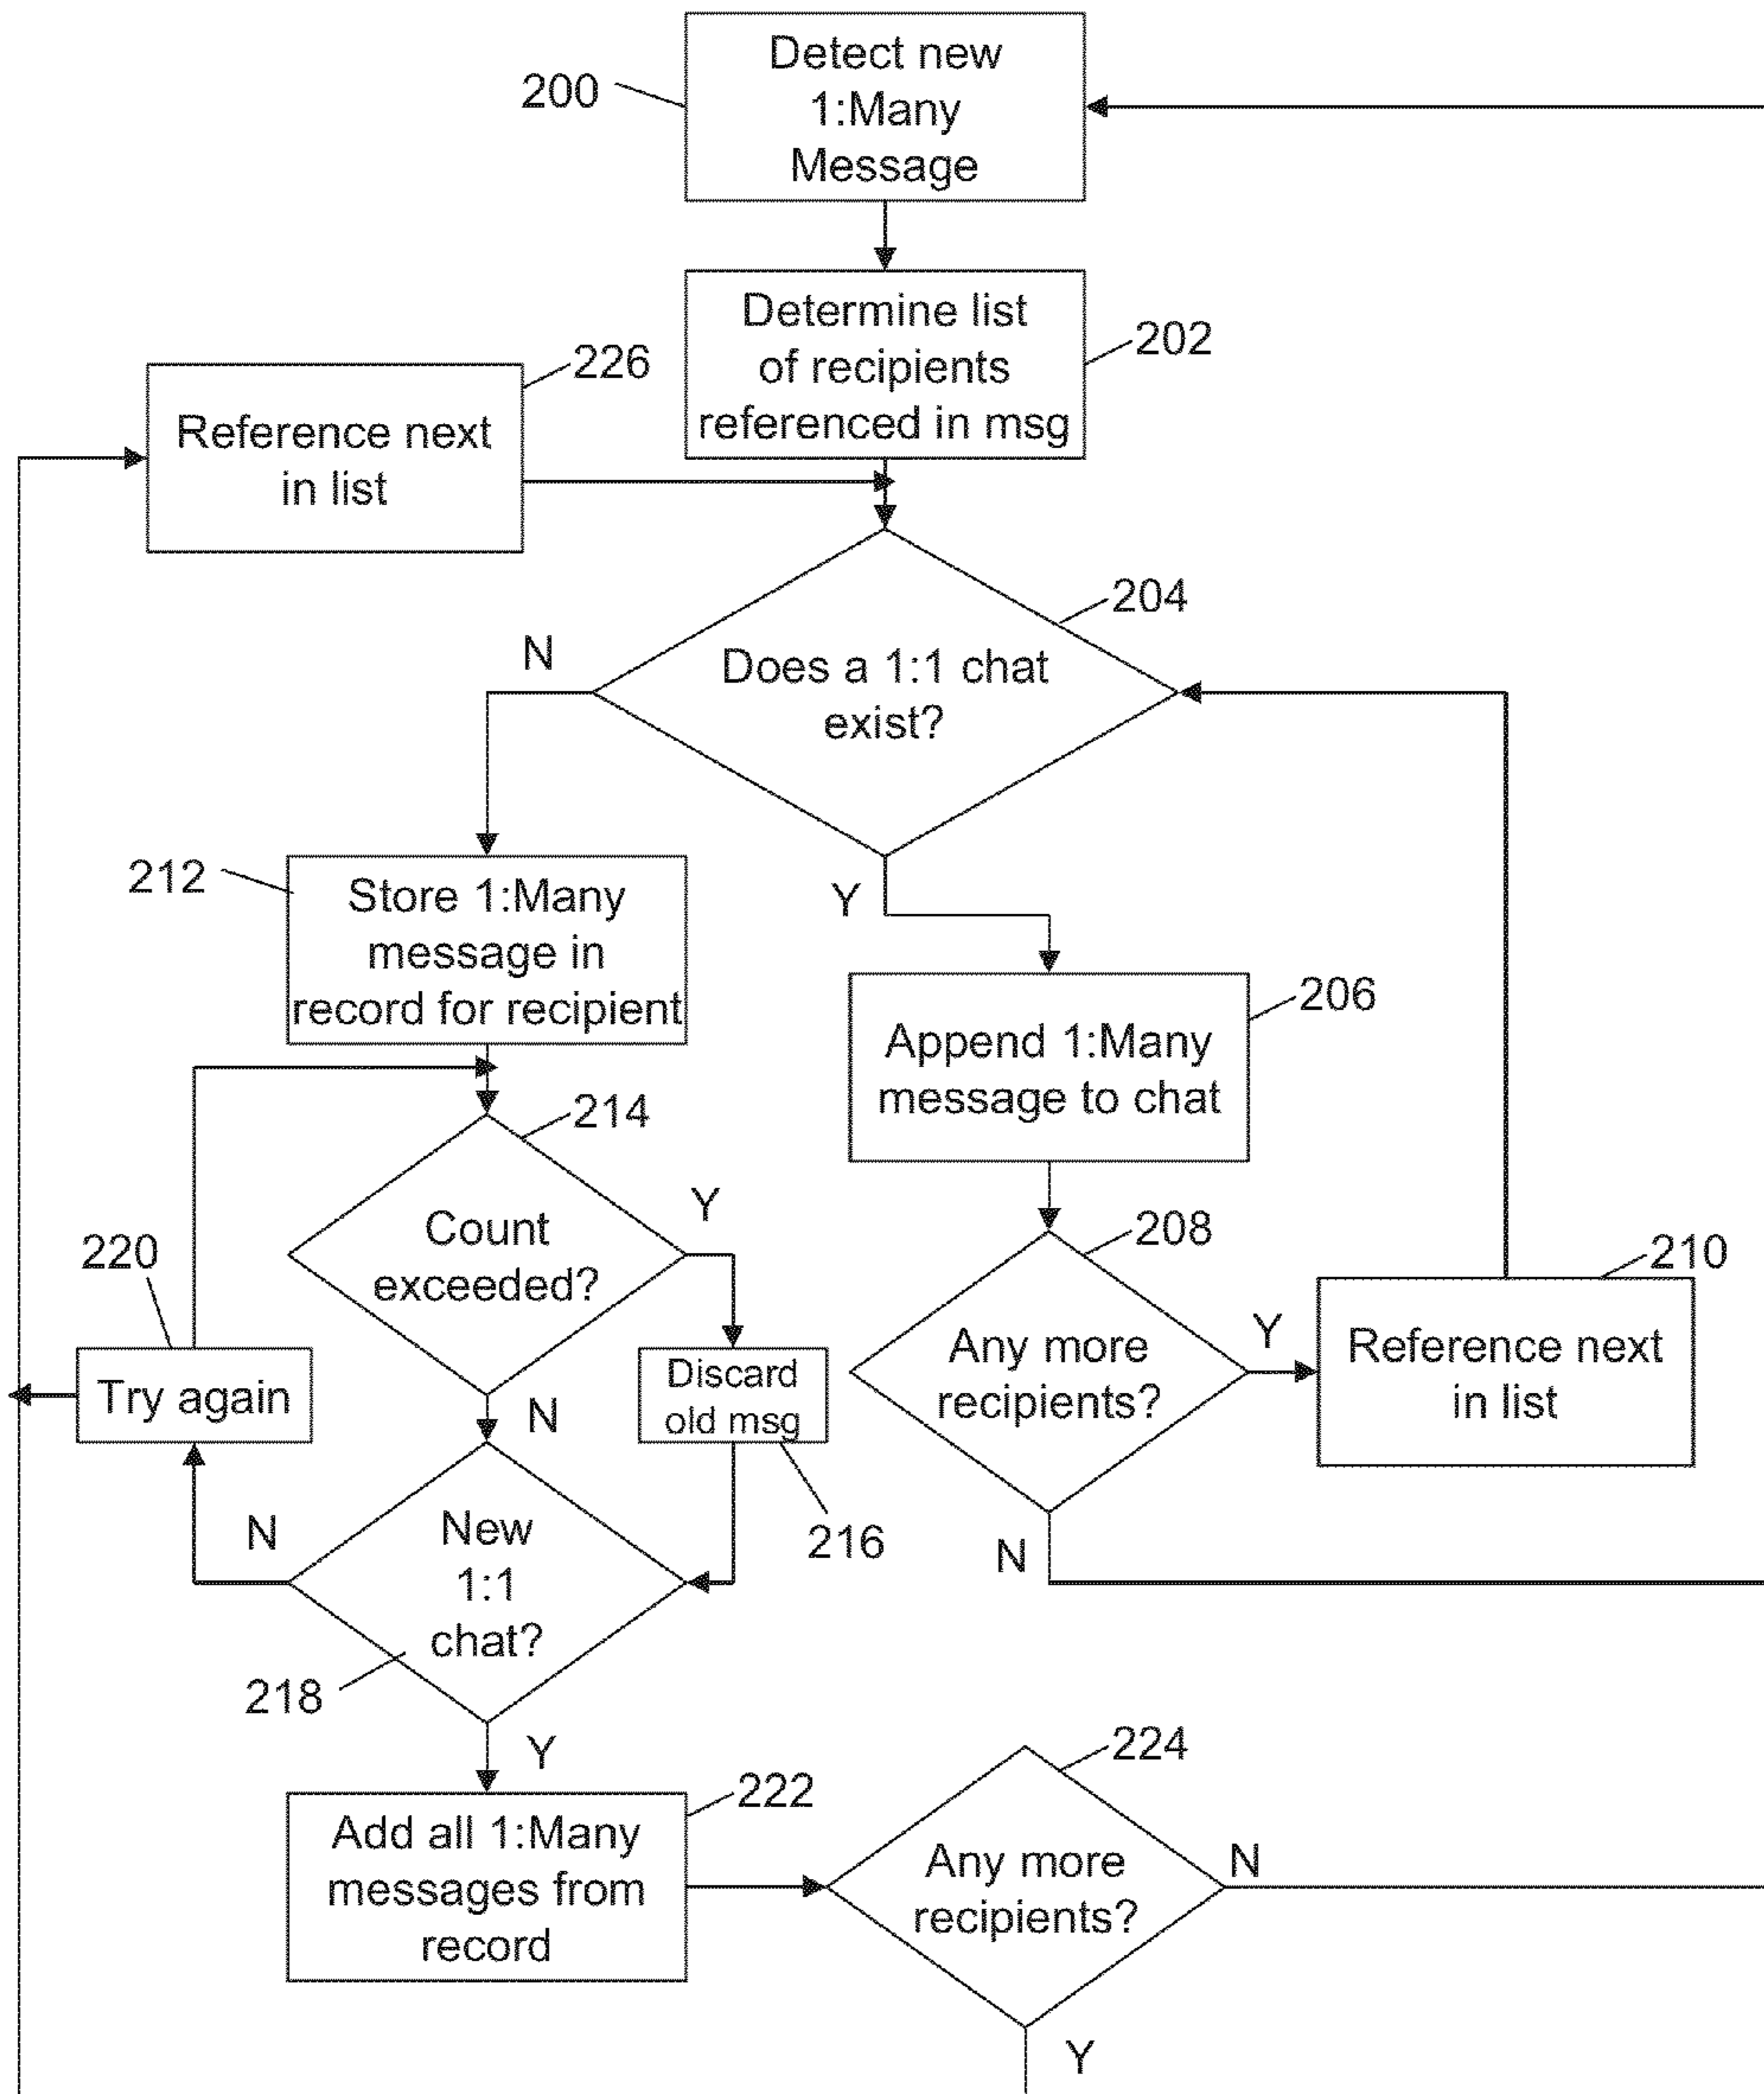 200
Detect new
1:Many
Message
Determine list
of recipients
referenced in msg
202
226
Reference next
in list
204
N
Does a 1:1 chat
exist?
212
Store 1:Many
message in
record for recipient
Y
206
Append 1:Many
message to chat
214
Count
exceeded?
Y
208
210
220
Try again
N
Discard
old msg
Any more
recipients?
Y
Reference next
in list
N
New
1:1
chat?
216
N
218
Y
224
222
Add all 1:Many
messages from
record
Any more
recipients?
N
Y